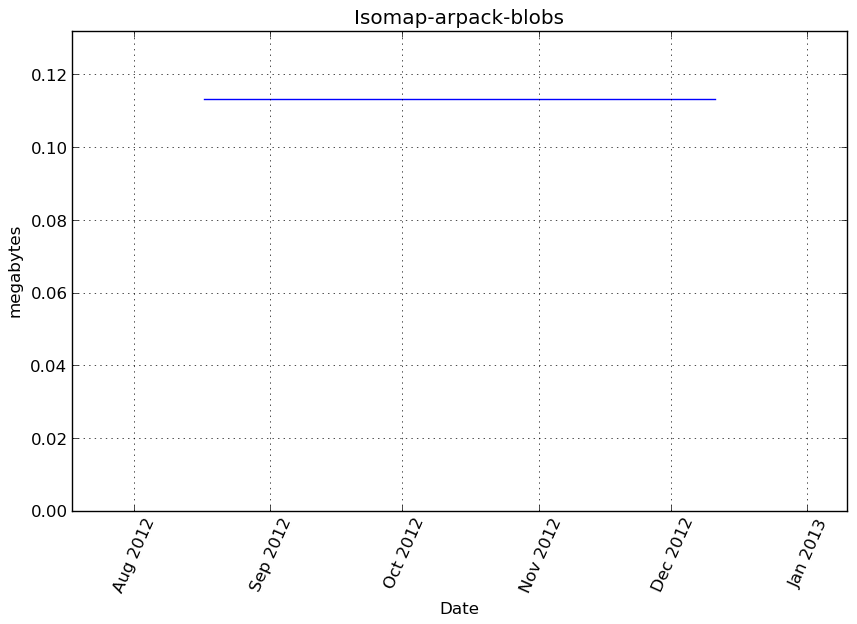 Isomap-arpack-blobs
0.12
0.10
0.08
0.06
0.04
0.02
0.00
megabytes
Aug 2012
Sep 2012
Oct 2012
Nov 2012
Dec 2012
Jan 2013
Date